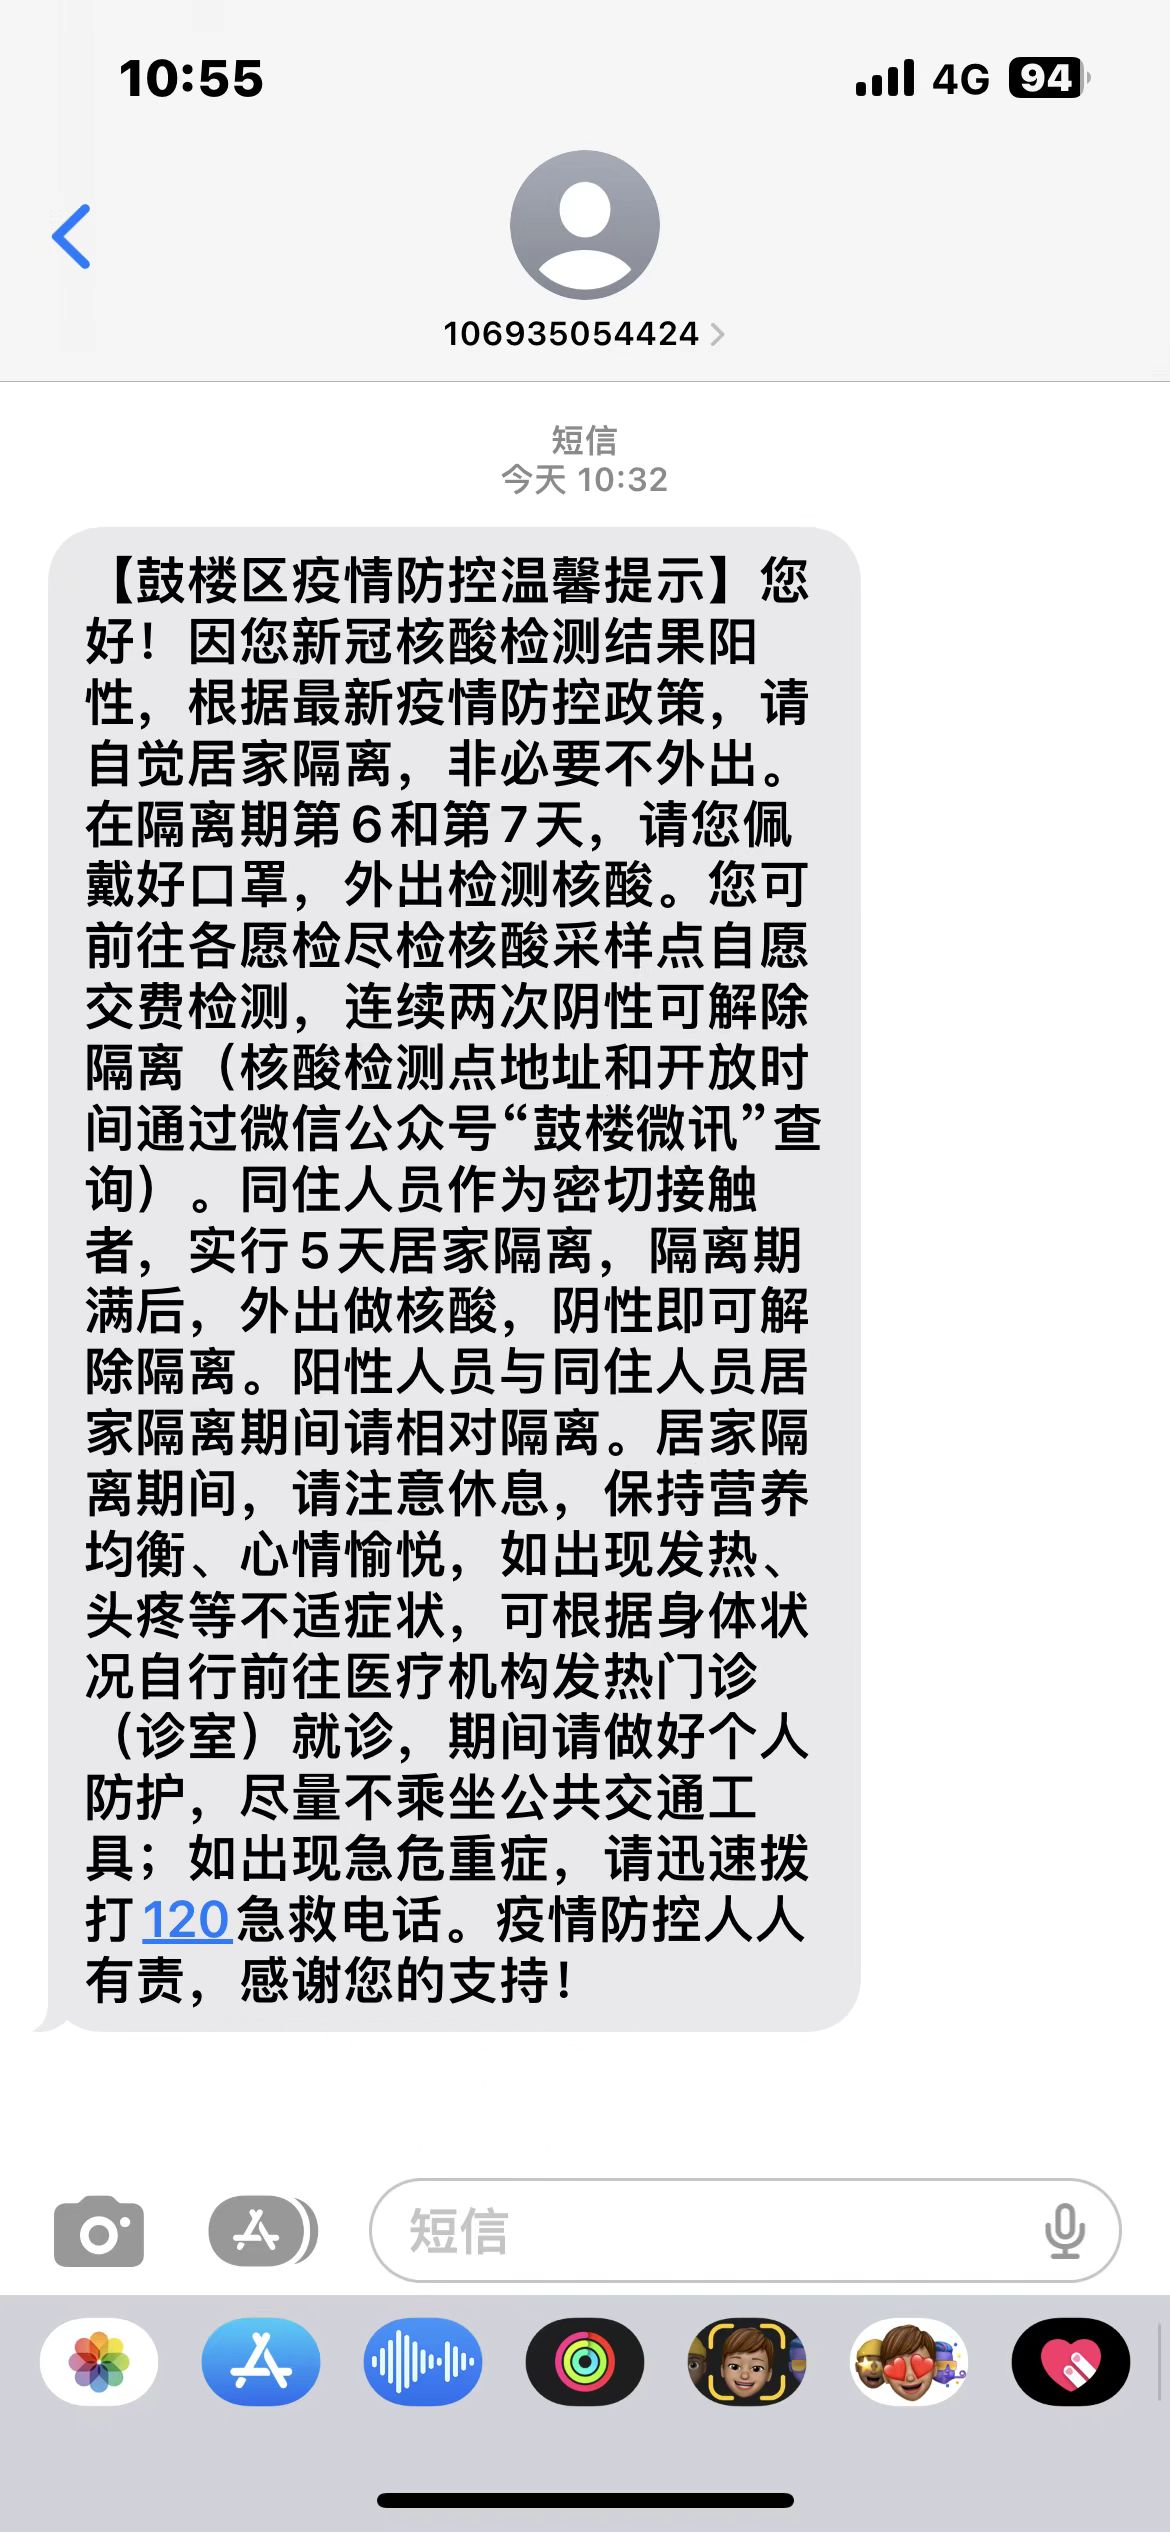 10:55
4G 94
106935054424
短信
今天 10:32
【鼓楼区疫情防控温馨提示】您
好！因您新冠核酸检测结果阳
性，根据最新疫情防控政策，请
自觉居家隔离，非必要不外出。
在隔离期第6和第7天，请您佩
戴好口罩，外出检测核酸。您可
前往各愿检尽检核酸采样点自愿
交费检测，连续两次阴性可解除
隔离（核酸检测点地址和开放时
间通过微信公众号“鼓楼微讯”查
询）。同住人员作为密切接触
者，实行5天居家隔离，隔离期
满后，外出做核酸，阴性即可解
除隔离。阳性人员与同住人员居
家隔离期间请相对隔离。居家隔
离期间，请注意休息，保持营养
均衡、心情愉悦，如出现发热、
头疼等不适症状，可根据身体状
况自行前往医疗机构发热门诊
（诊室）就诊，期间请做好个人
防护，尽量不乘坐公共交通工
具；如出现急危重症，请迅速拨
打120急救电话。疫情防控人人
有责，感谢您的支持！
短信